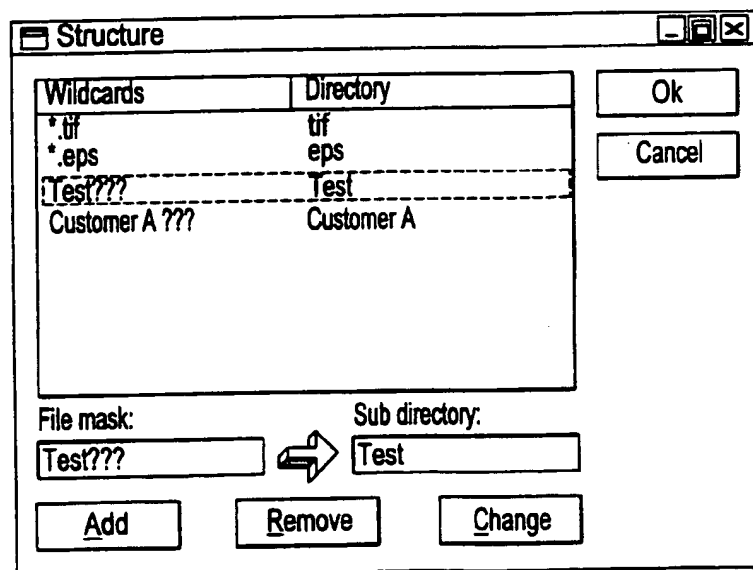 Structure
Wildcards Directory
*.tif tif
*.eps eps
Test??? Test
Customer A ??? Customer A
Ok
Cancel
File mask: Sub directory:
Test??? Test
Add Remove Change